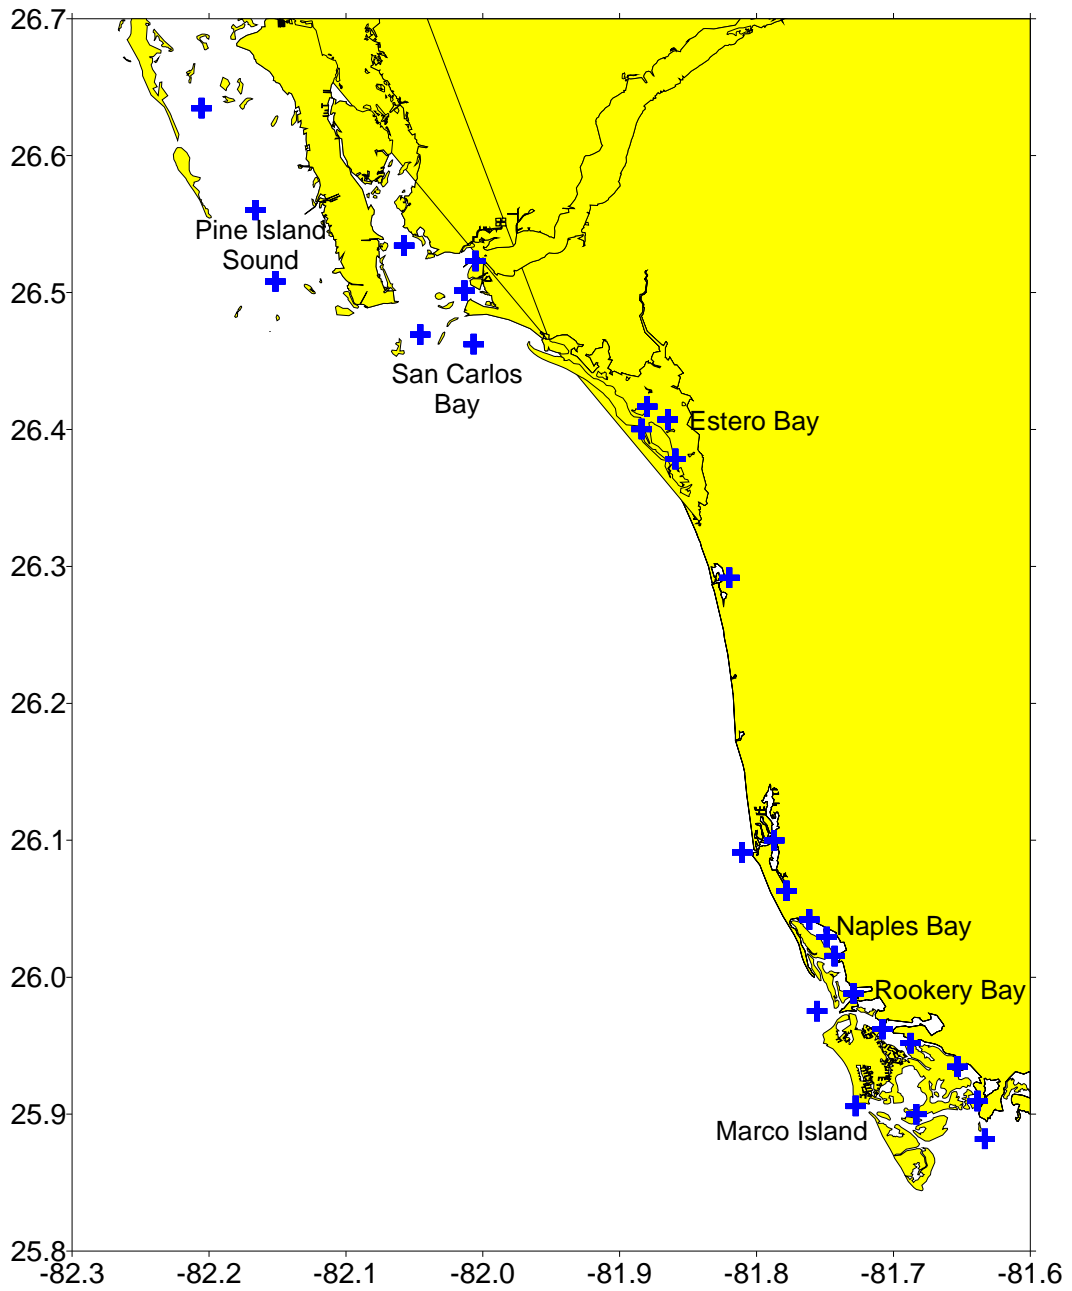 26.7
26.6
Pine Island
Sound
26.5
San Carlos
Bay
Estero Bay
26.4
26.3
26.2
26.1
Naples Bay
26.0
Rookery Bay
25.9
Marco Island
25.8
-82.3 -82.2 -82.1 -82.0 -81.9 -81.8 -81.7 -81.6